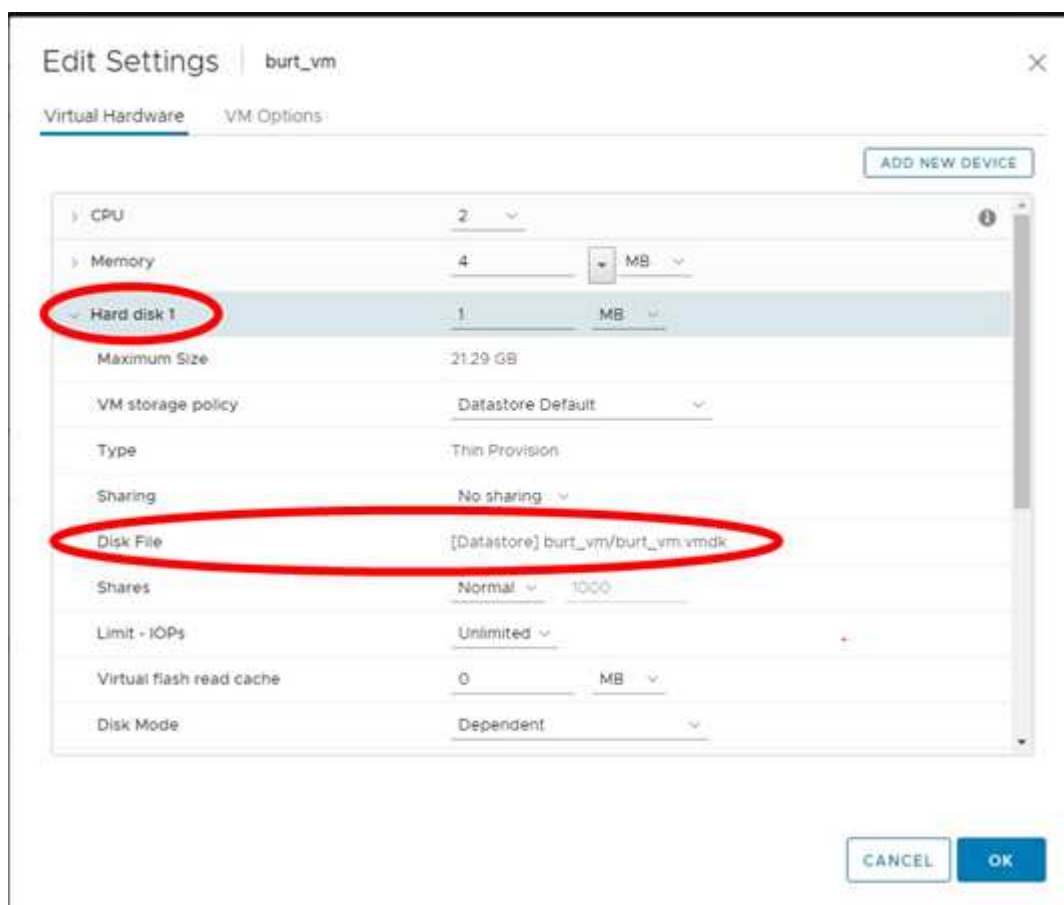 Edit Settings burt_vm
Virtual Hardware VM Options
ADD NEW DEVICE
CPU 2
Memory 4 MB
Hard disk 1 1 MB
Maximum Size 21.29 GB
VM storage policy Datastore Default
Type Thin Provision
Sharing No sharing
Disk File [Datastore] burt_vm/burt_vm.vmdk
Shares Normal 1000
Limit - IOPs Unlimited
Virtual flash read cache 0 MB
Disk Mode Dependent
CANCEL OK